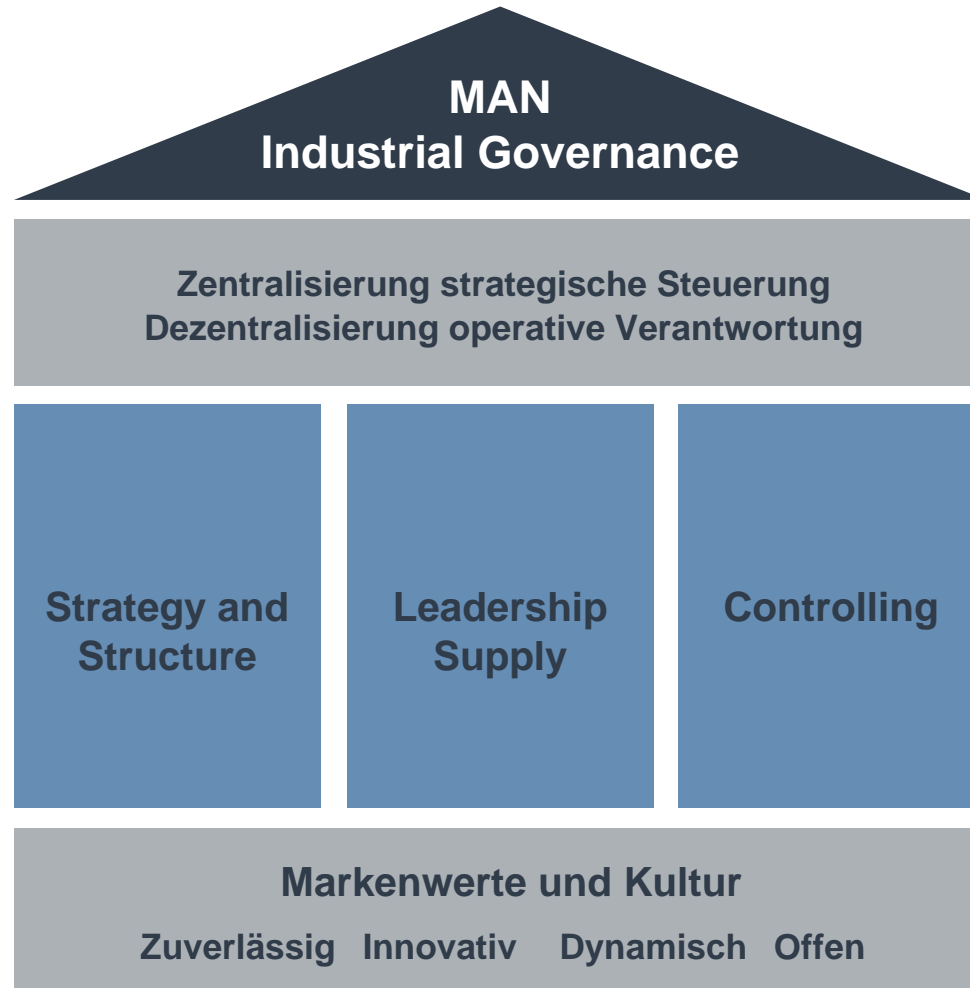 MAN
Industrial Governance
Zentralisierung strategische Steuerung
Dezentralisierung operative Verantwortung
Strategy and
Structure
Leadership
Supply
Controlling
Markenwerte und Kultur
Zuverlässig Innovativ Dynamisch Offen